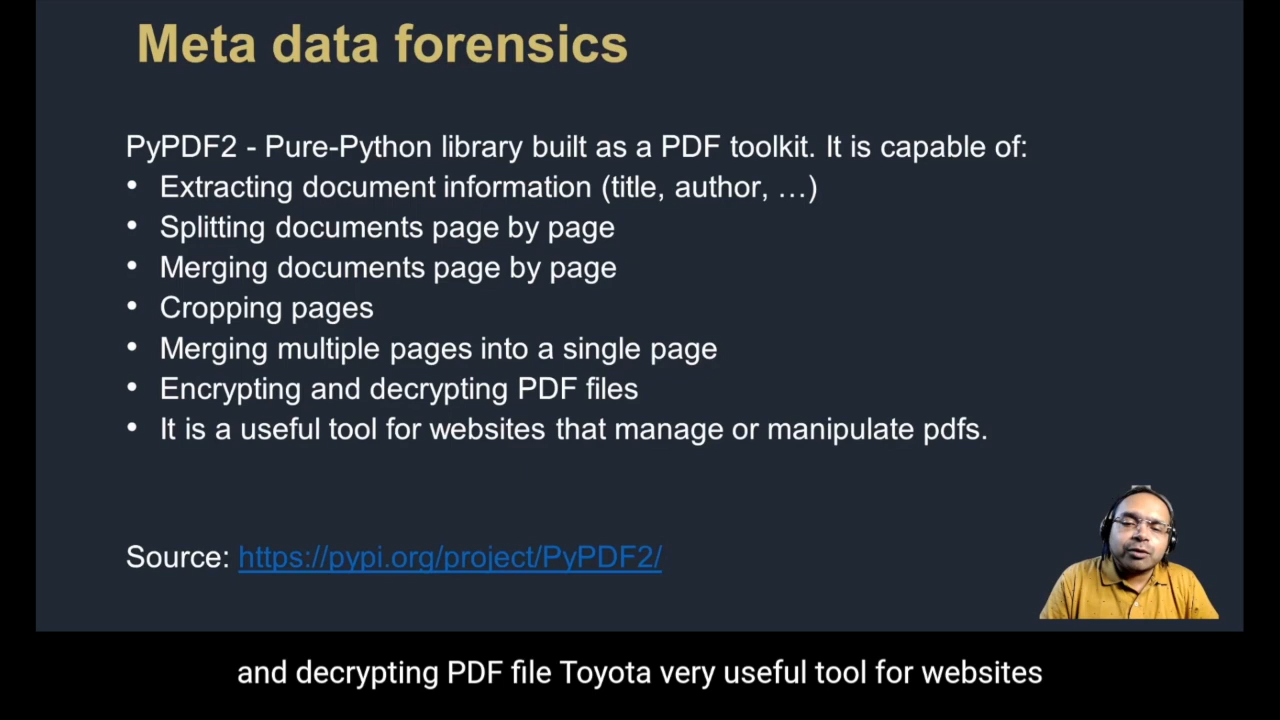 Meta data forensics
PyPDF2 - Pure-Python library built as a PDF toolkit. It is capable of:
• Extracting document information (title, author, …)
• Splitting documents page by page
• Merging documents page by page
• Cropping pages
• Merging multiple pages into a single page
• Encrypting and decrypting PDF files
• It is a useful tool for websites that manage or manipulate pdfs.
Source: https://pypi.org/project/PyPDF2/
and decrypting PDF file Toyota very useful tool for websites